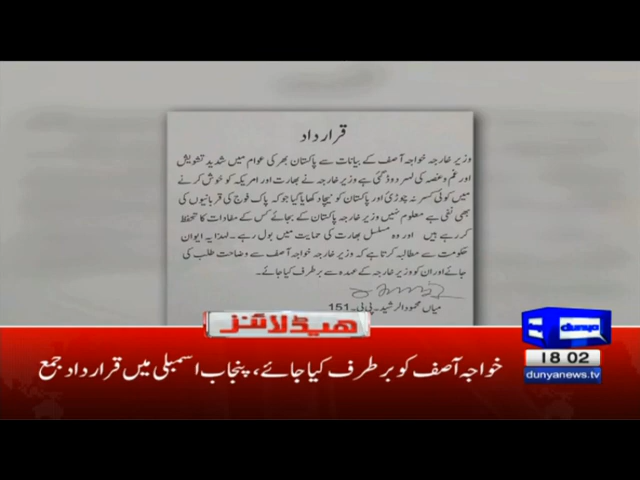 قرارداد
وزیر خارجہ خواجہ آصف کے بیانات سے پاکستان بھر کی عوام میں شدید تشویش
اور غم و غصہ کی لہر دوڈ گئی ہے وزیر خارجہ نے بھارت اور امریکہ کو خوش کرنے
میں کوئی کسر نہ چوڑی اور پاکستان کو نیچا دکھایا گیا جو کہ پاک فوج کی قربانیوں کی
بھی نفی ہے معلوم نہیں وزیر خارجہ پاکستان کے بجائے کس کے مفادات کا تحفظ
کر رہے ہیں اور وہ مسلسل بھارت کی حمایت میں بول رہے۔ لہذا یہ ایوان
حکومت سے مطالبہ کرتا ہے کہ وزیر خارجہ خواجہ آصف سے وضاحت طلب کی
جائے اور ان کو وزیر خارجہ کے عہدہ سے برطرف کیا جائے۔
میاں محمود الرشید۔ پی پی۔151
ہیڈلائنز
dunya
18 02
dunyanews.tv
خواجہ آصف کو برطرف کیا جائے، پنجاب اسمبلی میں قرارداد جمع